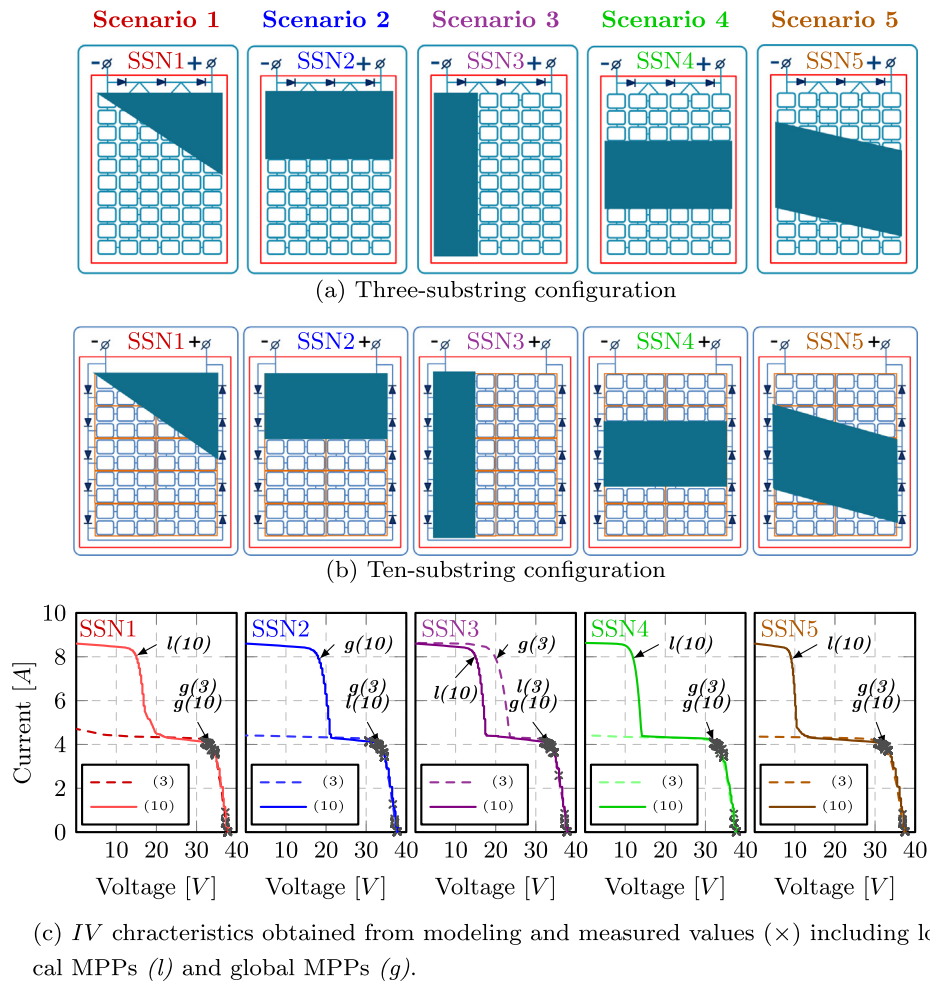 Scenario 1 Scenario 2 Scenario 3 Scenario 4 Scenario 5
- SSN1 + - SSN2 + - SSN3 + - SSN4 + - SSN5 +
(a) Three-substring configuration
- SSN1 + - SSN2 + - SSN3 + - SSN4 + - SSN5 +
(b) Ten-substring configuration
10 8 6 4 2 0
Current [A]
SSN1
l(10)
g(3)
g(10)
(3)
(10)
10 20 30 40
Voltage [V]
SSN2
g(10)
g(3)
l(10)
(3)
(10)
10 20 30 40
Voltage [V]
SSN3
g(3)
l(10)
l(3)
g(10)
(3)
(10)
10 20 30 40
Voltage [V]
SSN4
l(10)
g(3)
g(10)
(3)
(10)
10 20 30 40
Voltage [V]
SSN5
l(10)
g(3)
g(10)
(3)
(10)
10 20 30 40
Voltage [V]
(c) IV chracteristics obtained from modeling and measured values (×) including lo
cal MPPs (l) and global MPPs (g).